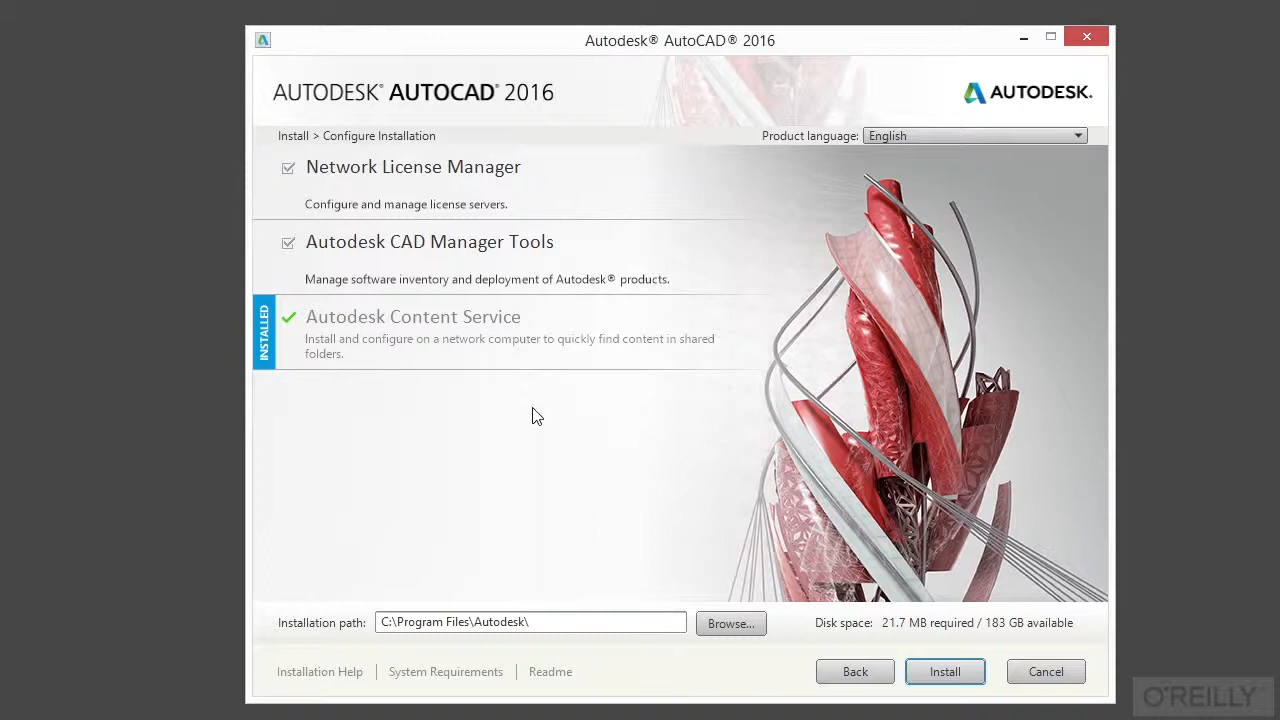 Autodesk® AutoCAD® 2016
AUTODESK® AUTOCAD® 2016
AUTODESK.
Install > Configure Installation
Product language: English
Network License Manager
Configure and manage license servers.
Autodesk CAD Manager Tools
Manage software inventory and deployment of Autodesk® products.
INSTALLED
Autodesk Content Service
Install and configure on a network computer to quickly find content in shared
folders.
Installation path: C:\Program Files\Autodesk\ Browse... Disk space: 21.7 MB required / 183 GB available
Installation Help System Requirements Readme Back Install Cancel
O'REILLY